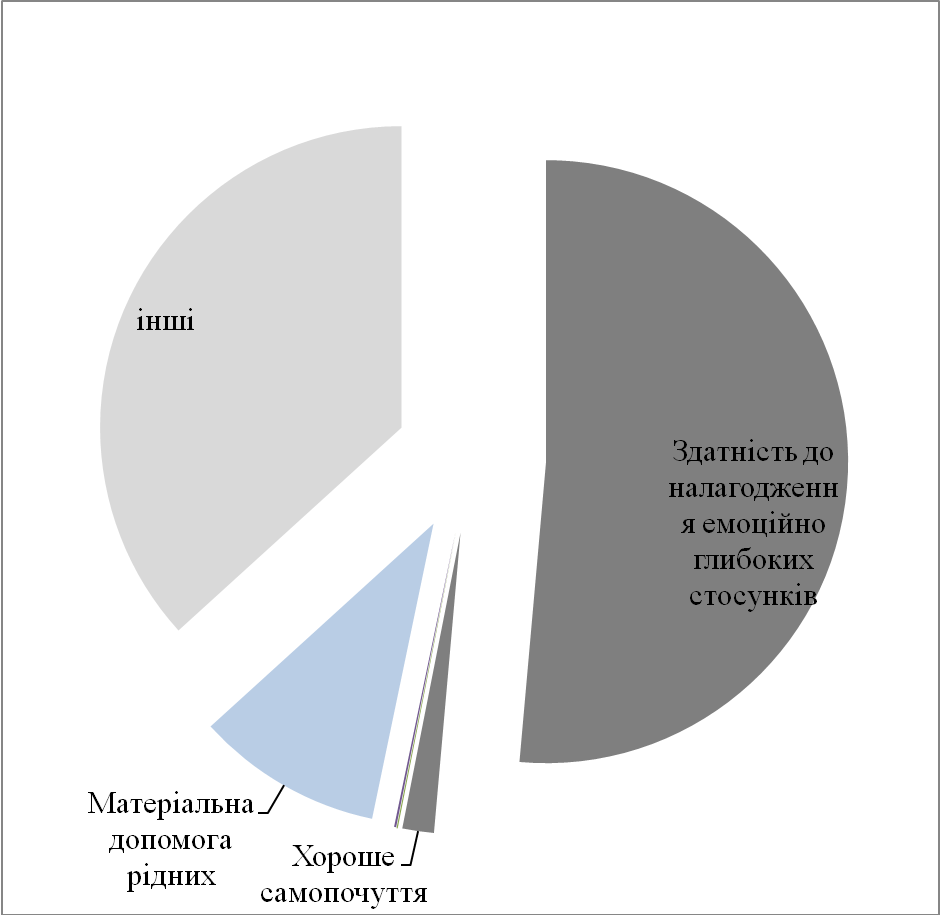 інші
Здатність до
налагодженн
я емоційно
глибоких
стосунків
Матеріальна
допомога
рідних
Хороше
самопочуття